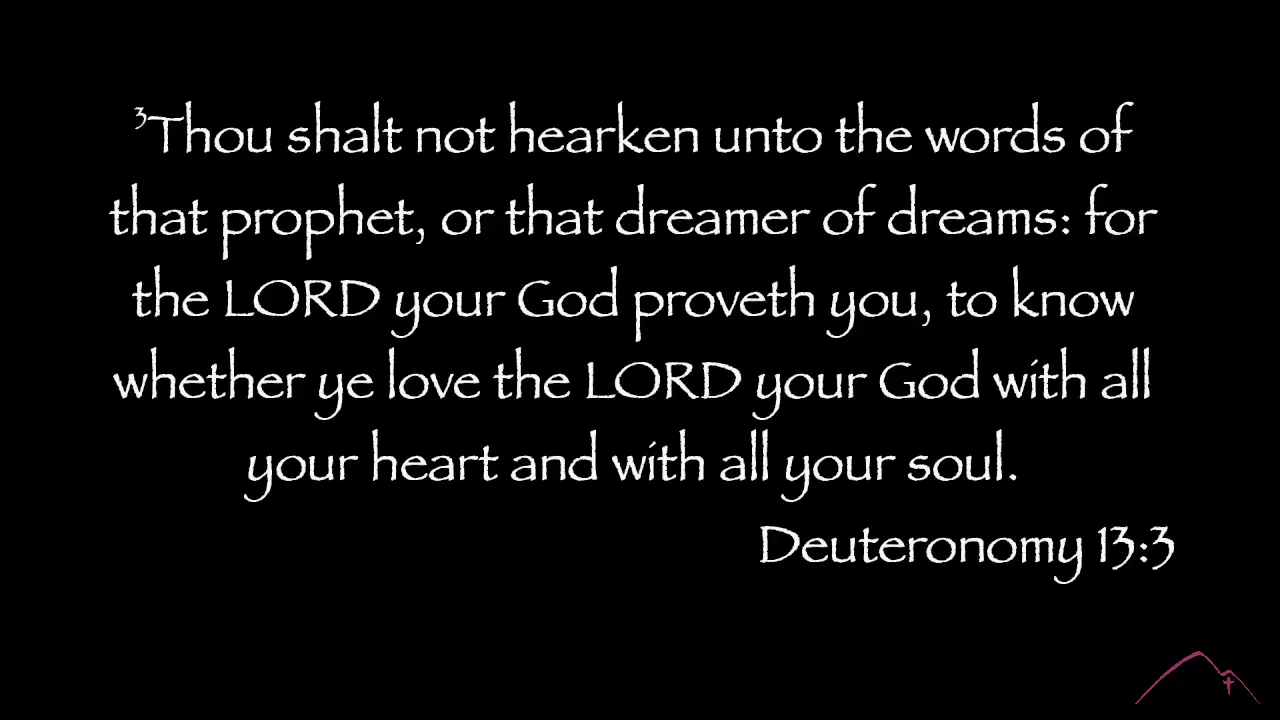 ³Thou shalt not hearken unto the words of
that prophet, or that dreamer of dreams: for
the LORD your God proveth you, to know
whether ye love the LORD your God with all
your heart and with all your soul.
Deuteronomy 13:3